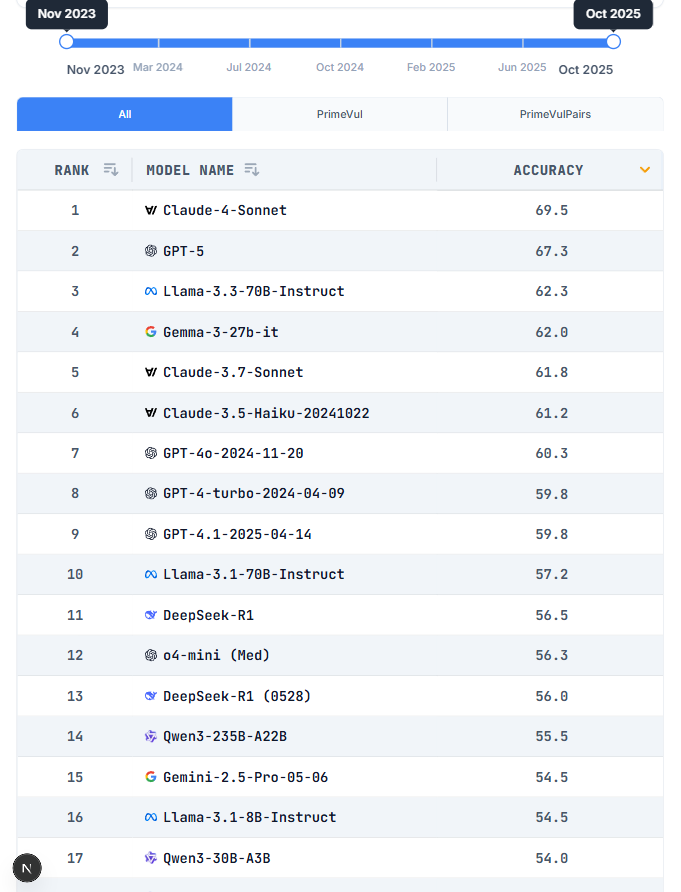 Nov 2023 Oct 2025
Nov 2023 Mar 2024 Jul 2024 Oct 2024 Feb 2025 Jun 2025 Oct 2025
All PrimeVul PrimeVulPairs
RANK MODEL NAME ACCURACY
1 Claude-4-Sonnet 69.5
2 GPT-5 67.3
3 Llama-3.3-70B-Instruct 62.3
4 Gemma-3-27b-it 62.0
5 Claude-3.7-Sonnet 61.8
6 Claude-3.5-Haiku-20241022 61.2
7 GPT-4o-2024-11-20 60.3
8 GPT-4-turbo-2024-04-09 59.8
9 GPT-4.1-2025-04-14 59.8
10 Llama-3.1-70B-Instruct 57.2
11 DeepSeek-R1 56.5
12 o4-mini (Med) 56.3
13 DeepSeek-R1 (0528) 56.0
14 Qwen3-235B-A22B 55.5
15 Gemini-2.5-Pro-05-06 54.5
16 Llama-3.1-8B-Instruct 54.5
17 Qwen3-30B-A3B 54.0
N